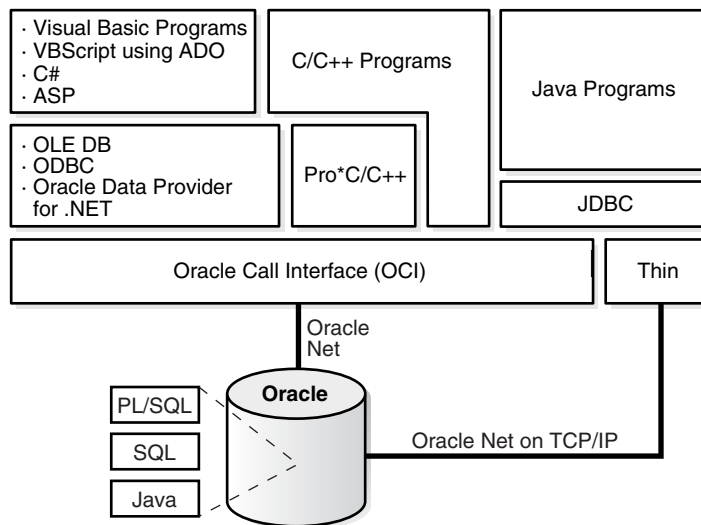 · Visual Basic Programs
· VBScript using ADO
· C#
· ASP
C/C++ Programs
Java Programs
· OLE DB
· ODBC
· Oracle Data Provider
for .NET
Pro*C/C++
JDBC
Oracle Call Interface (OCI)
Thin
Oracle
Net
Oracle
PL/SQL
SQL
Java
Oracle Net on TCP/IP